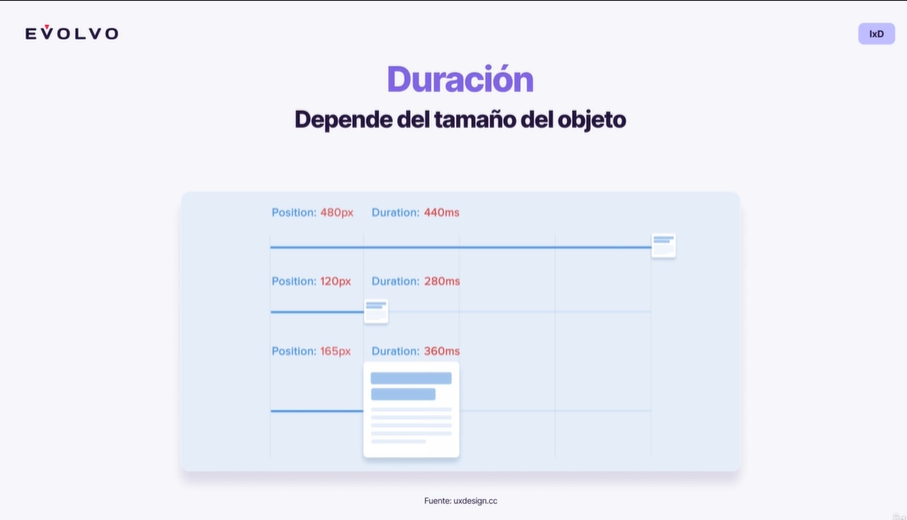 EVOLVO
IxD
Duración
Depende del tamaño del objeto
Position: 480px Duration: 440ms
Position: 120px Duration: 280ms
Position: 165px Duration: 360ms
Fuente: uxdesign.cc